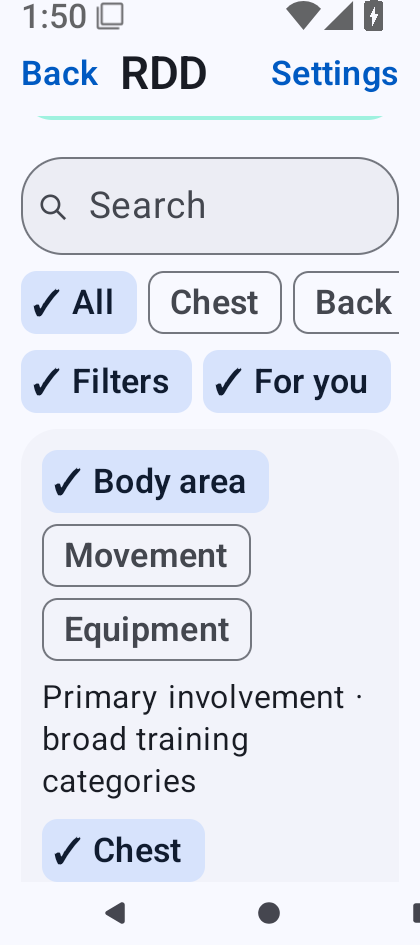 1:50
Back RDD Settings
Search
✓ All Chest Back
✓ Filters ✓ For you
✓ Body area
Movement
Equipment
Primary involvement ·
broad training
categories
✓ Chest